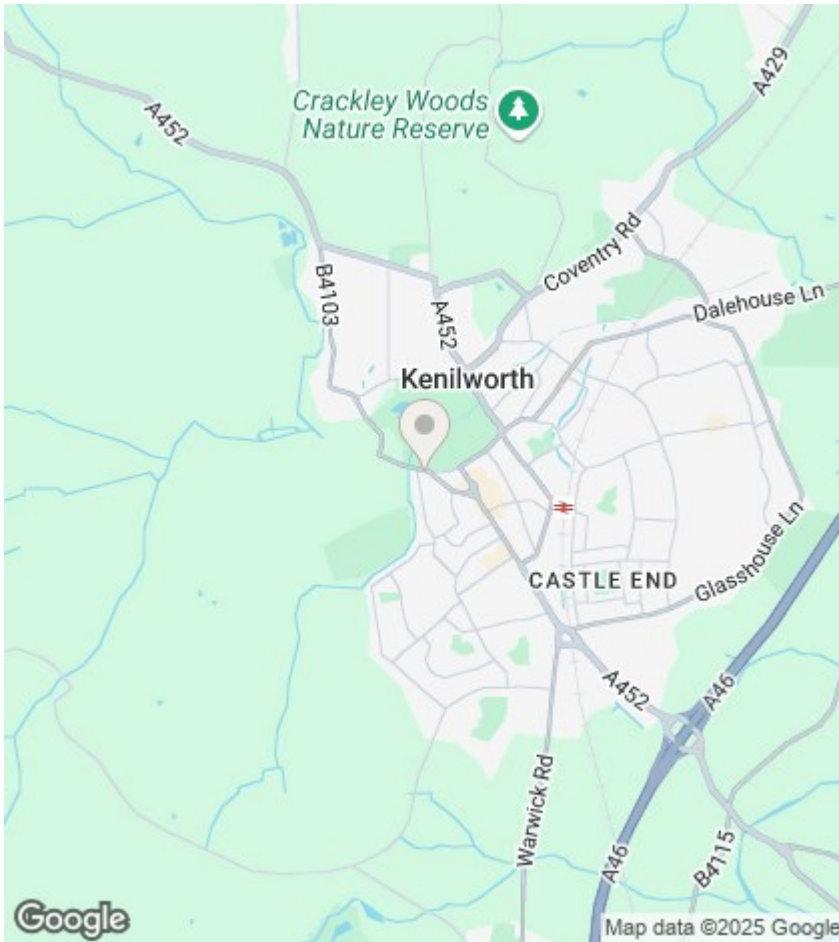 A429
A452
Crackley Woods
Nature Reserve
Coventry Rd
B4103
A452
Dalehouse Ln
Kenilworth
Glasshouse Ln
CASTLE END
A452
A46
Warwick Rd
A46
B4115
Google
Map data ©2025 Google